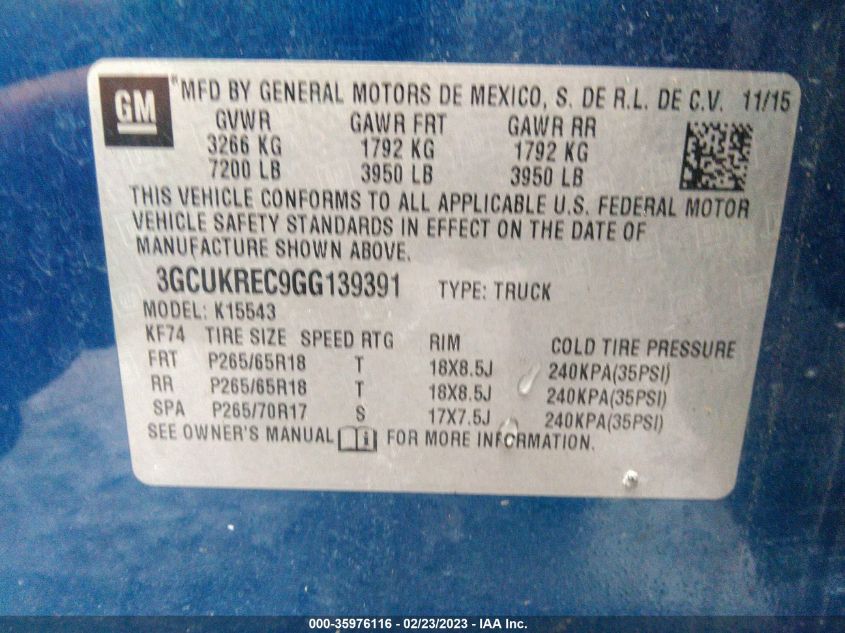 GM ® MFD BY GENERAL MOTORS DE MEXICO, S. DE R.L. DE C.V. 11/15
GVWR GAWR FRT GAWR RR
3266 KG 1792 KG 1792 KG
7200 LB 3950 LB 3950 LB
THIS VEHICLE CONFORMS TO ALL APPLICABLE U.S. FEDERAL MOTOR
VEHICLE SAFETY STANDARDS IN EFFECT ON THE DATE OF
MANUFACTURE SHOWN ABOVE.
3GCUKREC9GG139391 TYPE: TRUCK
MODEL: K15543
KF74 TIRE SIZE SPEED RTG RIM COLD TIRE PRESSURE
FRT P265/65R18 T 18X8.5J 240KPA(35PSI)
RR P265/65R18 T 18X8.5J 240KPA(35PSI)
SPA P265/70R17 S 17X7.5J 240KPA(35PSI)
SEE OWNER'S MANUAL i FOR MORE INFORMATION.
000-35976116 - 02/23/2023 - IAA Inc.